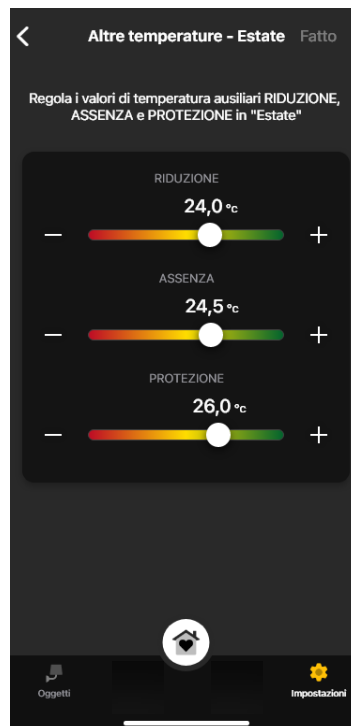 Altre temperature - Estate Fatto
Regola i valori di temperatura ausiliari RIDUZIONE,
ASSENZA e PROTEZIONE in "Estate"
RIDUZIONE
24,0 °c
ASSENZA
24,5 °c
PROTEZIONE
26,0 °c
Oggetti
Impostazioni